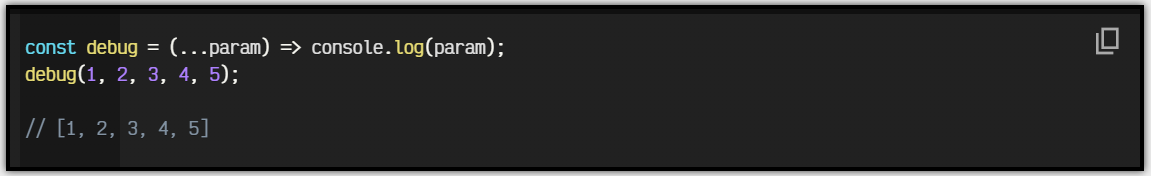 const debug = (...param) => console.log(param);
debug(1, 2, 3, 4, 5);
// [1, 2, 3, 4, 5]